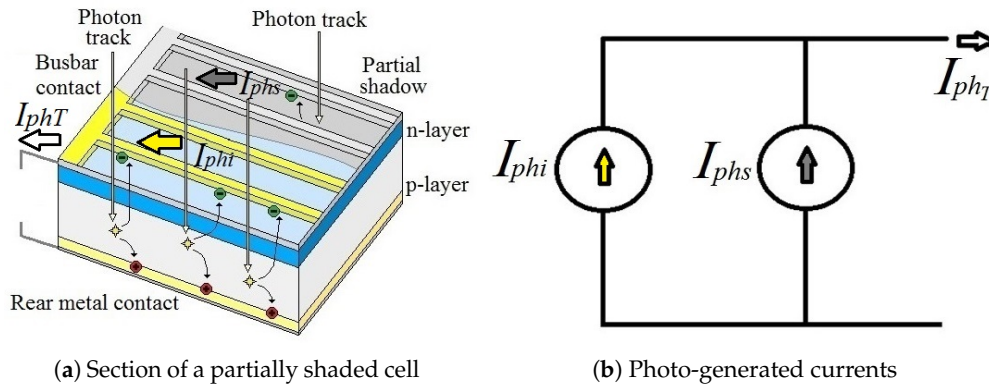 Photon
track
Photon track
Busbar
contact
Partial
shadow
I_phs
I_phT
n-layer
I_phi
p-layer
Rear metal contact
(a) Section of a partially shaded cell
I_phT
I_phi
I_phs
(b) Photo-generated currents